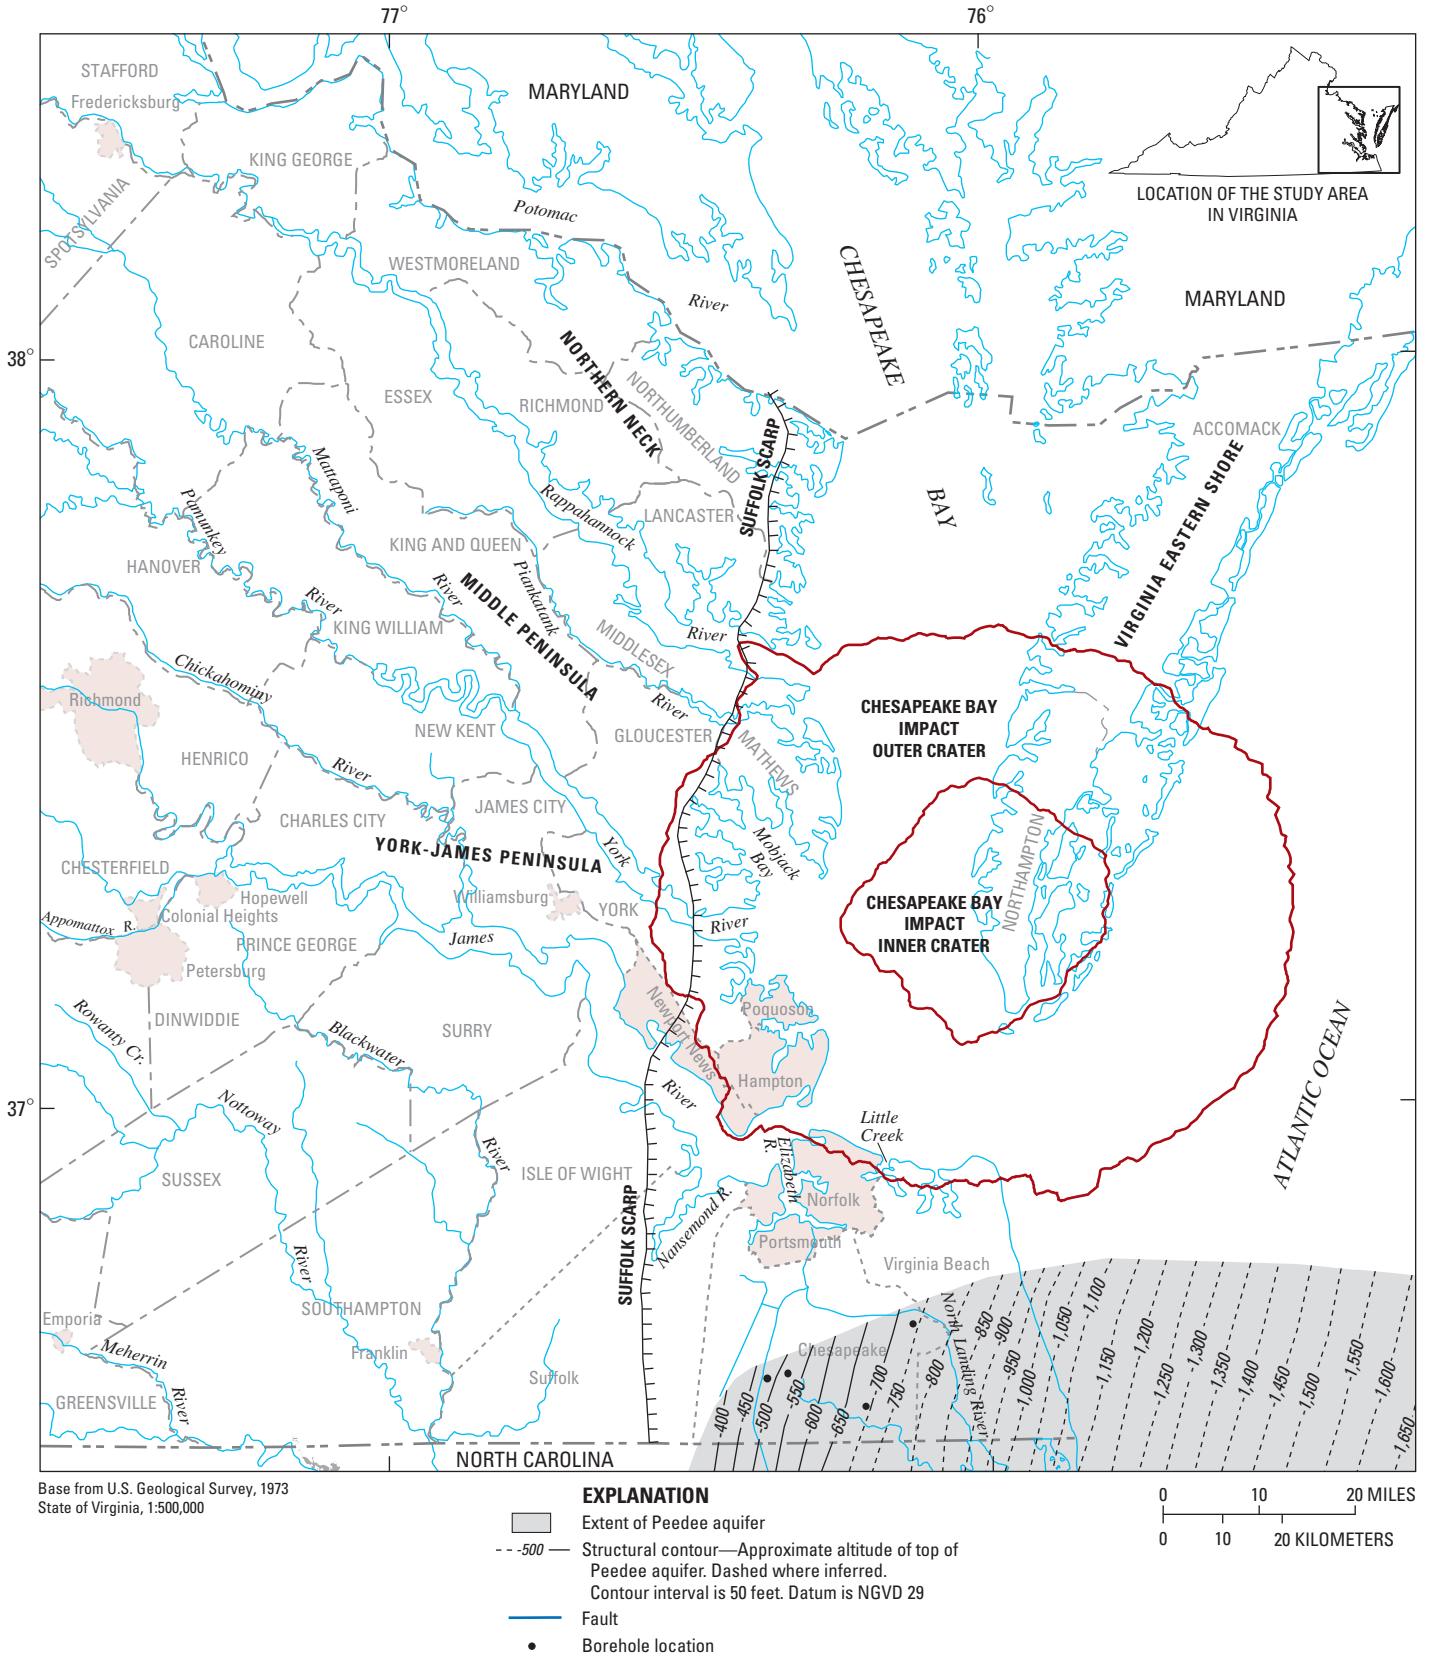 77°
76°
STAFFORD
Fredericksburg
MARYLAND
KING GEORGE
SPOTSYLVANIA
Potomac
LOCATION OF THE STUDY AREA
IN VIRGINIA
WESTMORELAND
River
CHESAPEAKE
MARYLAND
CAROLINE
38°
NORTHERN NECK
ESSEX
RICHMOND
NORTHUMBERLAND
SUFFOLK SCARP
ACCOMACK
Mattaponi
Pamunkey
Rappahannock
LANCASTER
BAY
VIRGINIA EASTERN SHORE
KING AND QUEEN
HANOVER
Piankatank
River
River
MIDDLE PENINSULA
KING WILLIAM
MIDDLESEX
River
Chickahominy
Richmond
River
CHESAPEAKE BAY
IMPACT
OUTER CRATER
NEW KENT
GLOUCESTER
MATHEWS
HENRICO
River
JAMES CITY
CHARLES CITY
YORK-JAMES PENINSULA
York
Mobjack
Bay
NORTHAMPTON
CHESTERFIELD
Hopewell
Williamsburg
YORK
CHESAPEAKE BAY
IMPACT
INNER CRATER
Colonial Heights
Appomattox R.
River
PRINCE GEORGE
James
Petersburg
Newport News
Poquoson
DINWIDDIE
Rowanty Cr.
Blackwater
SURRY
Hampton
ATLANTIC OCEAN
River
37°
Nottoway
Little
Creek
Elizabeth
R.
River
ISLE OF WIGHT
SUSSEX
Norfolk
Nansemond R.
SUFFOLK SCARP
Portsmouth
Virginia Beach
River
SOUTHAMPTON
Emporia
North Landing River
Chesapeake
Meherrin
Franklin
Suffolk
GREENSVILLE
River
-400
-450
-500
-550
-600
-650
-700
-750
-800
-850
-900
-950
-1,000
-1,050
-1,100
-1,150
-1,200
-1,250
-1,300
-1,350
-1,400
-1,450
-1,500
-1,550
-1,600
-1,650
NORTH CAROLINA
Base from U.S. Geological Survey, 1973
State of Virginia, 1:500,000
0 10 20 MILES
0 10 20 KILOMETERS
EXPLANATION
Extent of Peedee aquifer
-500
Structural contour—Approximate altitude of top of
Peedee aquifer. Dashed where inferred.
Contour interval is 50 feet. Datum is NGVD 29
Fault
Borehole location